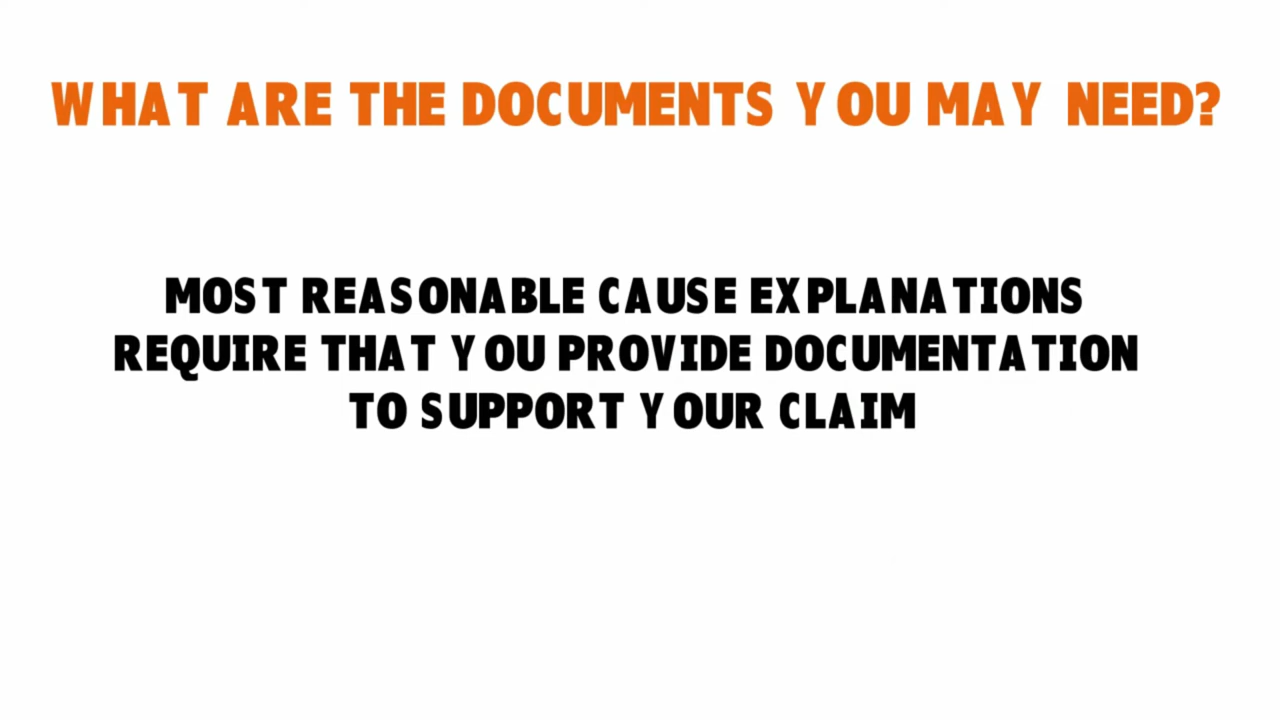 WHAT ARE THE DOCUMENTS YOU MAY NEED?
MOST REASONABLE CAUSE EXPLANATIONS
REQUIRE THAT YOU PROVIDE DOCUMENTATION
TO SUPPORT YOUR CLAIM